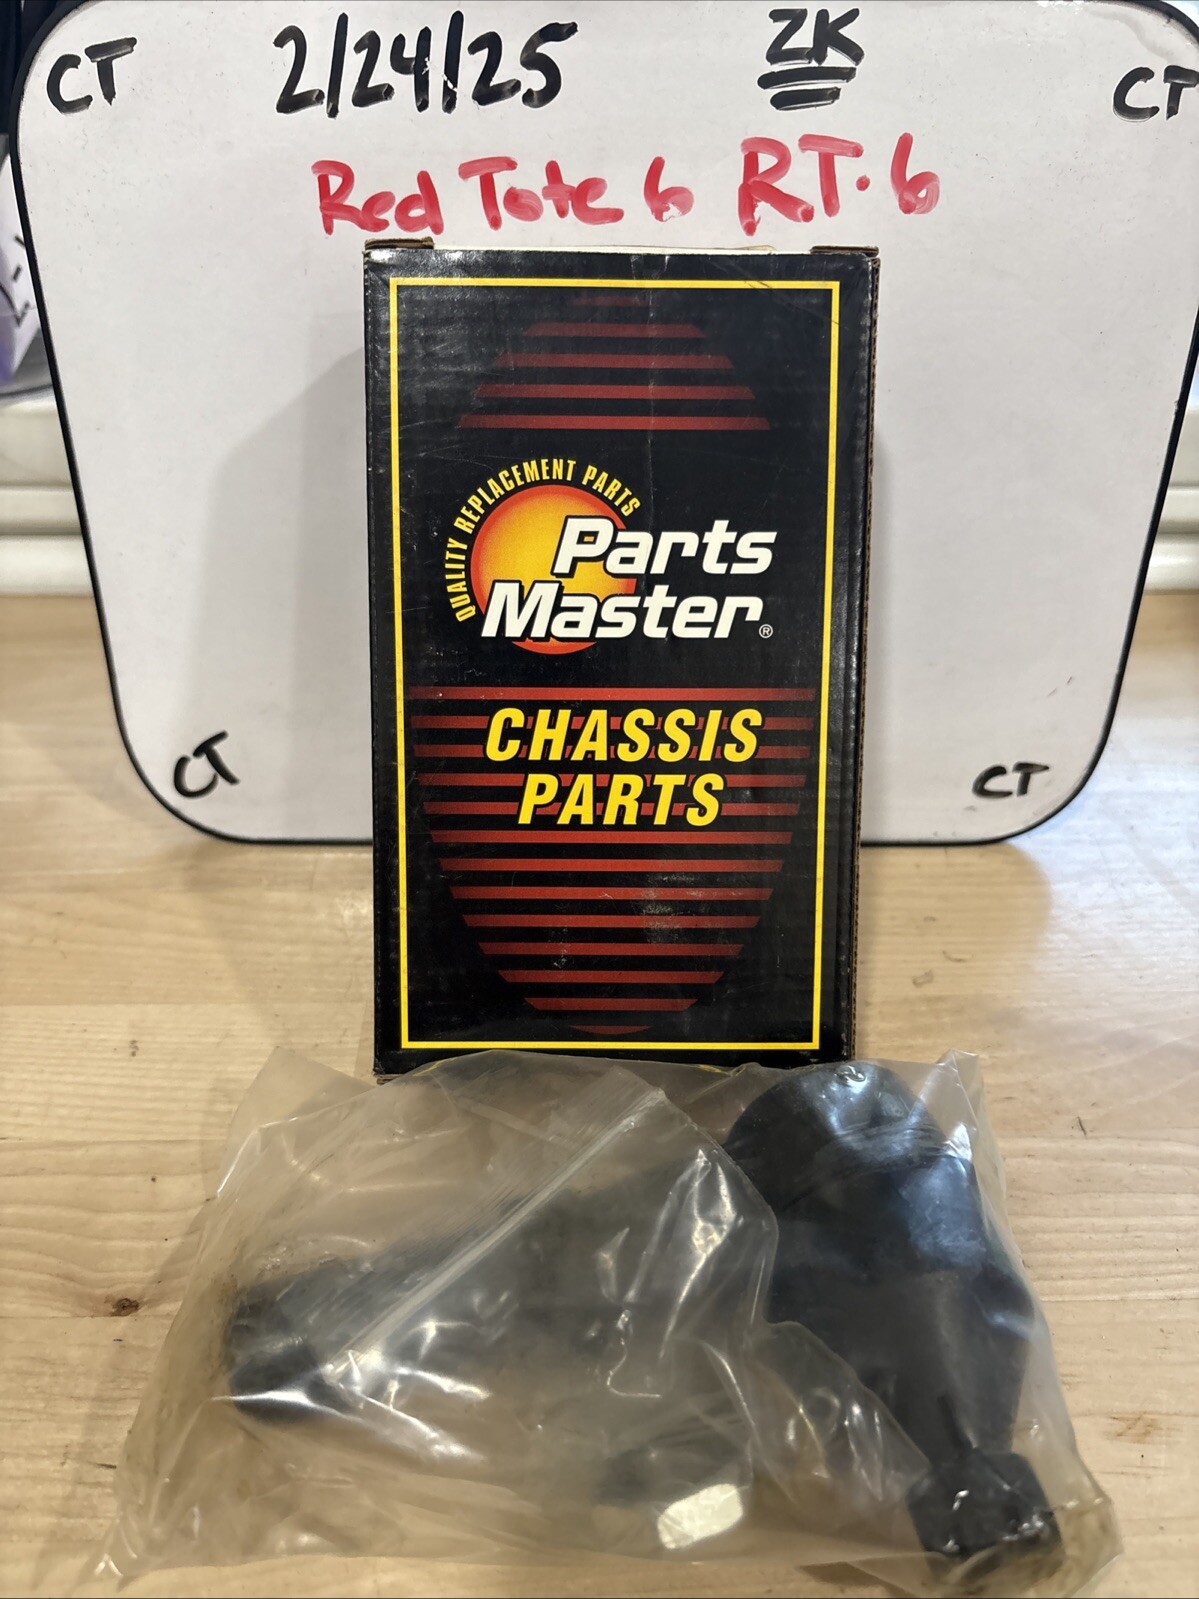 CT 2/24/25 ZK CT
Red Tote 6 RT.6
QUALITY REPLACEMENT PARTS
Parts
Master®
CHASSIS
PARTS
CT CT